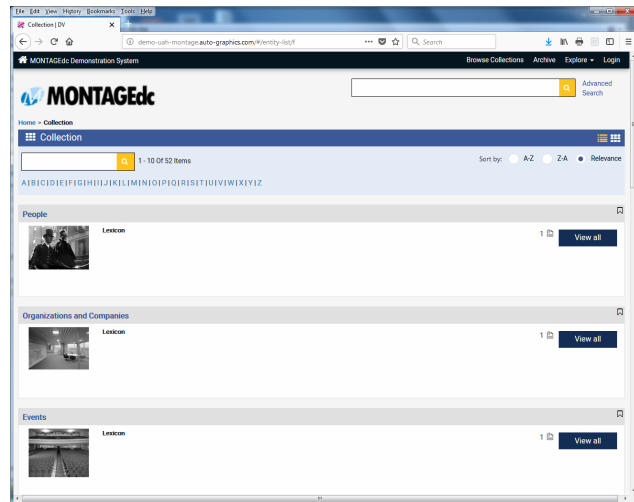 File Edit View History Bookmarks Tools Help
Collection | DV
demo-uah-montage.auto-graphics.com/#/entity-list/f
Search
MONTAGEdc Demonstration System
Browse Collections Archive Explore Login
MONTAGEdc
Advanced
Search
Home > Collection
Collection
1 - 10 Of 52 Items
Sort by: A-Z Z-A Relevance
A|B|C|D|E|F|G|H|I|J|K|L|M|N|O|P|Q|R|S|T|U|V|W|X|Y|Z
People
Lexicon
1 View all
Organizations and Companies
Lexicon
1 View all
Events
Lexicon
1 View all